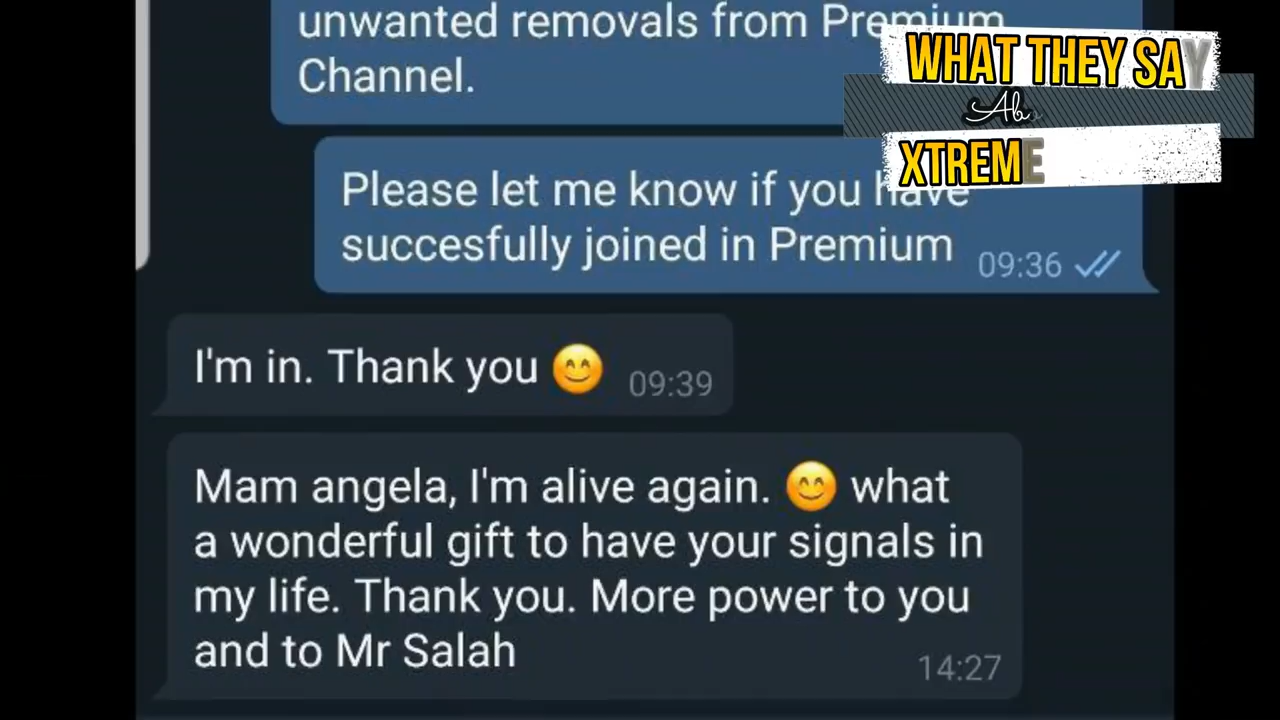 unwanted removals from Premium
Channel.
WHAT THEY SAY
Ab
XTREME
Please let me know if you have
succesfully joined in Premium
09:36
I'm in. Thank you 😊 09:39
Mam angela, I'm alive again. 😊 what
a wonderful gift to have your signals in
my life. Thank you. More power to you
and to Mr Salah
14:27